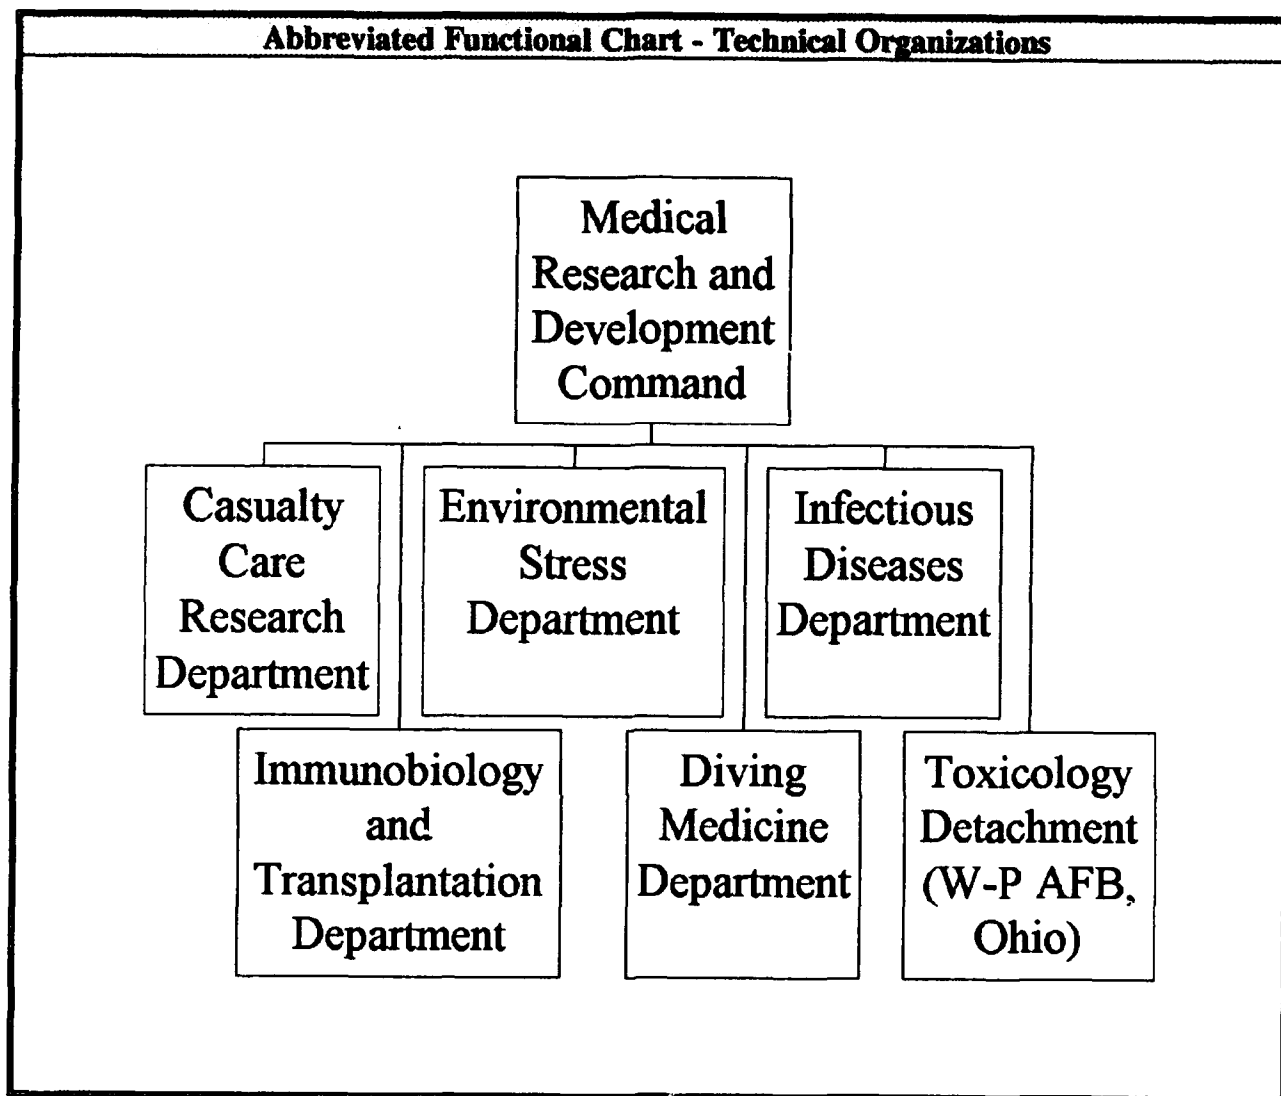 Abbreviated Functional Chart - Technical Organizations
Medical
Research and
Development
Command
Casualty
Care
Research
Department
Environmental
Stress
Department
Infectious
Diseases
Department
Immunobiology
and
Transplantation
Department
Diving
Medicine
Department
Toxicology
Detachment
(W-P AFB,
Ohio)